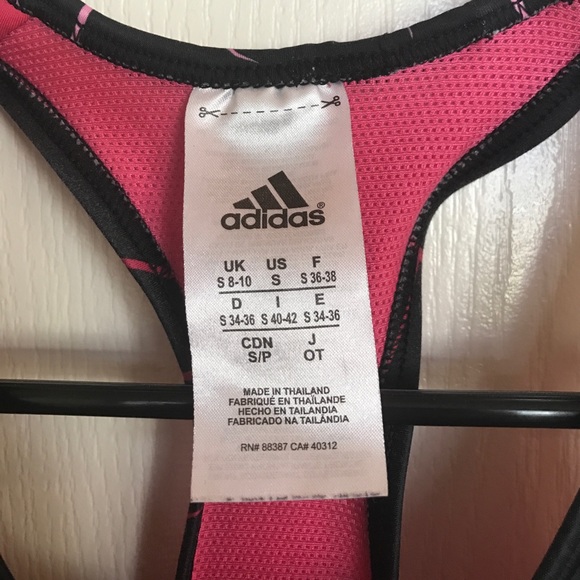 adidas®
UK US F
S 8-10 S S 36-38
D I E
S 34-36 S 40-42 S 34-36
CDN J
S/P OT
MADE IN THAILAND
FABRIQUÉ EN THAÏLANDE
HECHO EN TAILANDIA
FABRICADO NA TAILÂNDIA
RN# 88387 CA# 40312